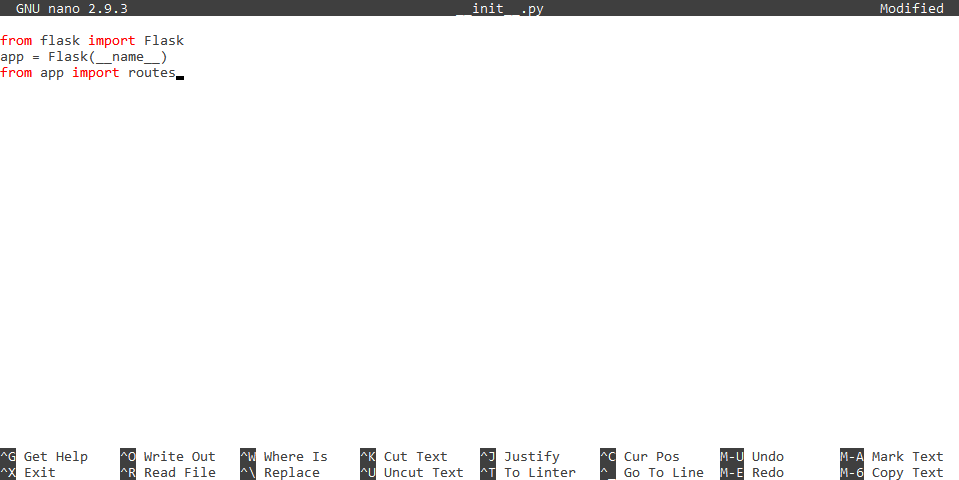 GNU nano 2.9.3 __init__.py Modified
from flask import Flask
app = Flask(__name__)
from app import routes
^G Get Help ^O Write Out ^W Where Is ^K Cut Text ^J Justify ^C Cur Pos M-U Undo M-A Mark Text
^X Exit ^R Read File ^\ Replace ^U Uncut Text ^T To Linter ^_ Go To Line M-E Redo M-6 Copy Text